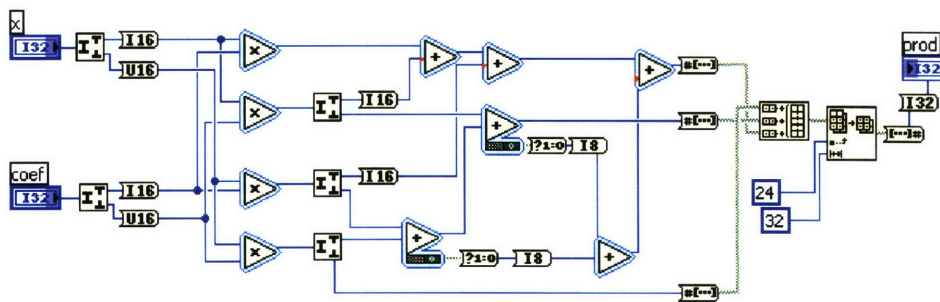 x
I32
I16
U16
I16
coef
I32
I16
U16
I16
?1:0
I8
?1:0
I8
#[...]
#[...]
#[...]
24
32
prod
I32
I32
[...]#